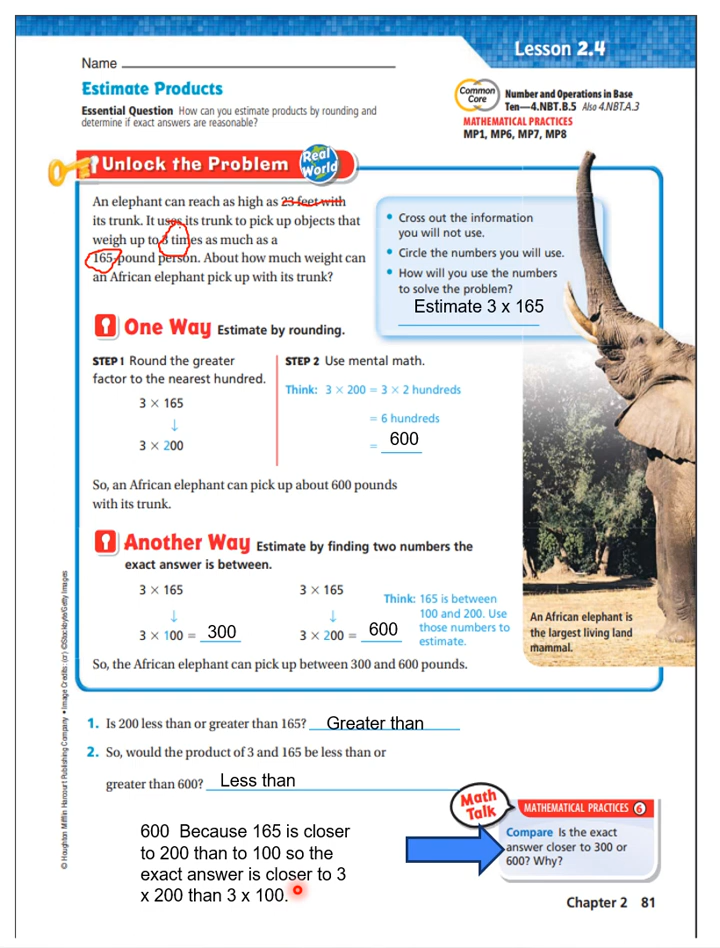 Lesson 2.4
Name
Estimate Products
Essential Question How can you estimate products by rounding and
determine if exact answers are reasonable?
Common
Core
Number and Operations in Base
Ten—4.NBT.B.5 Also 4.NBT.A.3
MATHEMATICAL PRACTICES
MP1, MP6, MP7, MP8
Unlock the Problem
Real
World
An elephant can reach as high as 23 feet with
its trunk. It uses its trunk to pick up objects that
weigh up to 3 times as much as a
165-pound person. About how much weight can
an African elephant pick up with its trunk?
• Cross out the information
you will not use.
• Circle the numbers you will use.
• How will you use the numbers
to solve the problem?
Estimate 3 x 165
One Way Estimate by rounding.
STEP 1 Round the greater
factor to the nearest hundred.
3 × 165
↓
3 × 200
STEP 2 Use mental math.
Think: 3 × 200 = 3 × 2 hundreds
= 6 hundreds
= 600
So, an African elephant can pick up about 600 pounds
with its trunk.
Another Way Estimate by finding two numbers the
exact answer is between.
3 × 165
↓
3 × 100 = 300
3 × 165
↓
3 × 200 = 600
Think: 165 is between
100 and 200. Use
those numbers to
estimate.
So, the African elephant can pick up between 300 and 600 pounds.
An African elephant is
the largest living land
mammal.
© Houghton Mifflin Harcourt Publishing Company • Image Credits: (cr) ©Stockbyte/Getty Images
1. Is 200 less than or greater than 165? Greater than
2. So, would the product of 3 and 165 be less than or
greater than 600? Less than
600 Because 165 is closer
to 200 than to 100 so the
exact answer is closer to 3
x 200 than 3 x 100.
Math
Talk
MATHEMATICAL PRACTICES 6
Compare Is the exact
answer closer to 300 or
600? Why?
Chapter 2 81